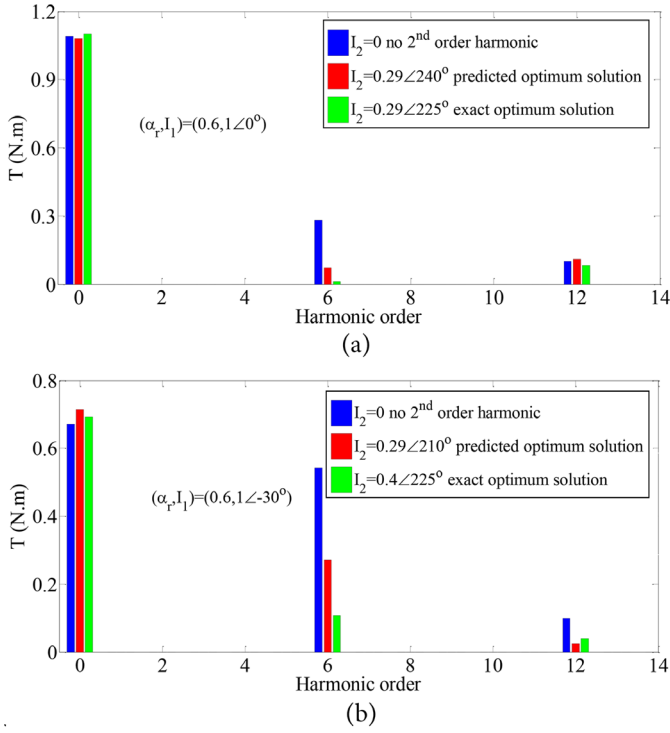 1.2
0.9
0.6
0.3
0
T (N.m)
I₂=0 no 2ⁿᵈ order harmonic
I₂=0.29∠240° predicted optimum solution
I₂=0.29∠225° exact optimum solution
(αᵣ,I₁)=(0.6,1∠0°)
0 2 4 6 8 10 12 14
Harmonic order
(a)
0.8
0.6
0.4
0.2
0
T (N.m)
I₂=0 no 2ⁿᵈ order harmonic
I₂=0.29∠210° predicted optimum solution
I₂=0.4∠225° exact optimum solution
(αᵣ,I₁)=(0.6,1∠-30°)
0 2 4 6 8 10 12 14
Harmonic order
(b)